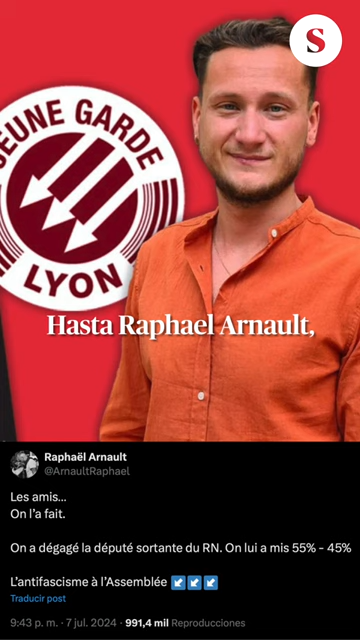 S
JEUNE GARDE
LYON
Hasta Raphael Arnault,
Raphaël Arnault
@ArnaultRaphael
Les amis...
On l'a fait.
On a dégagé la député sortante du RN. On lui a mis 55% - 45%
L'antifascisme à l'Assemblée ↙️↙️↙️
Traducir post
9:43 p. m. · 7 jul. 2024 · 991,4 mil Reproducciones